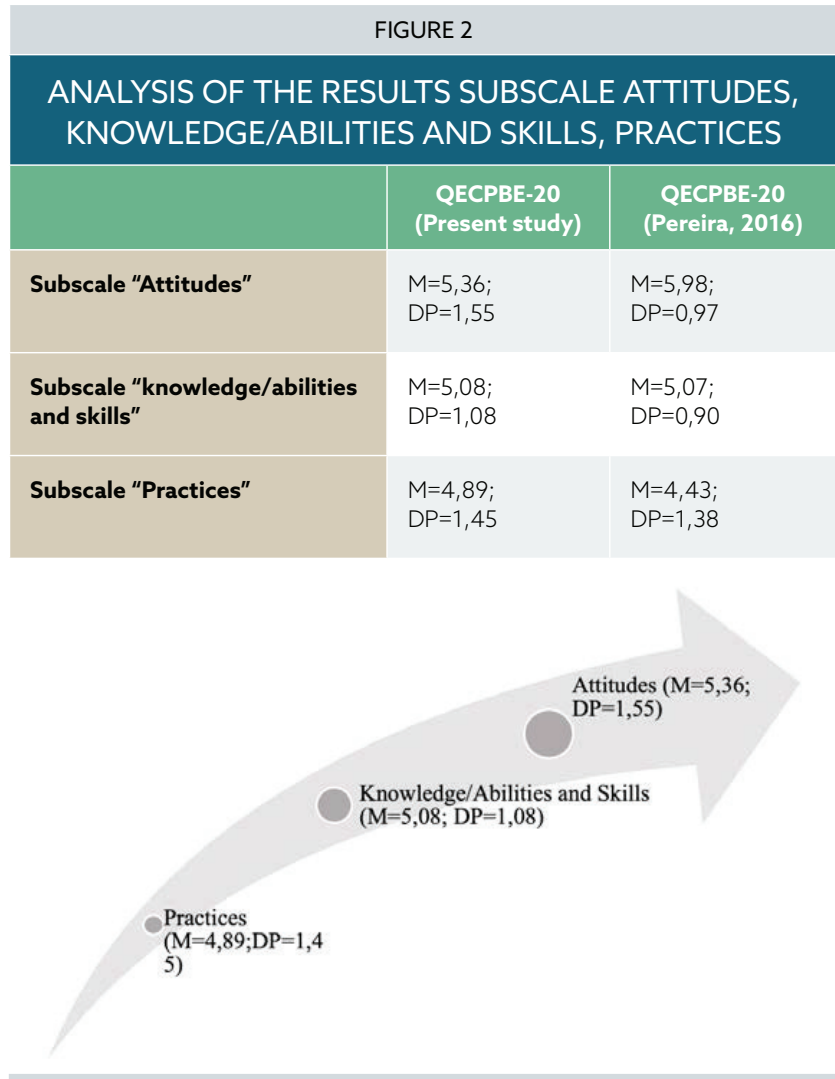 FIGURE 2
ANALYSIS OF THE RESULTS SUBSCALE ATTITUDES,
KNOWLEDGE/ABILITIES AND SKILLS, PRACTICES
QECPBE-20
(Present study)
QECPBE-20
(Pereira, 2016)
Subscale “Attitudes”
M=5,36;
DP=1,55
M=5,98;
DP=0,97
Subscale “knowledge/abilities
and skills”
M=5,08;
DP=1,08
M=5,07;
DP=0,90
Subscale “Practices”
M=4,89;
DP=1,45
M=4,43;
DP=1,38
Attitudes (M=5,36;
DP=1,55)
Knowledge/Abilities and Skills
(M=5,08; DP=1,08)
Practices
(M=4,89;DP=1,4
5)